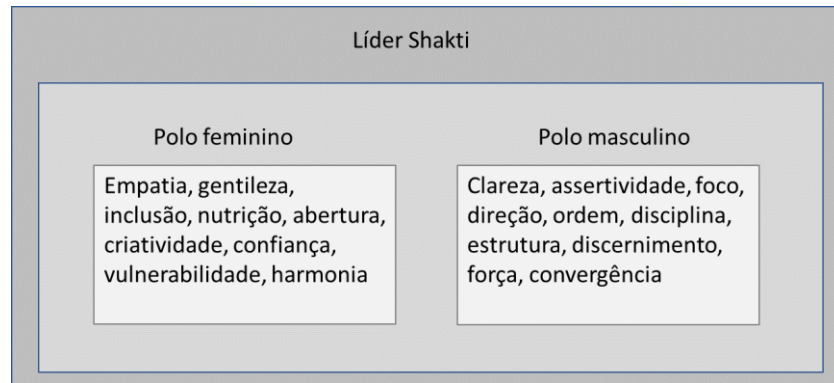 Líder Shakti
Polo feminino
Empatia, gentileza,
inclusão, nutrição, abertura,
criatividade, confiança,
vulnerabilidade, harmonia
Polo masculino
Clareza, assertividade, foco,
direção, ordem, disciplina,
estrutura, discernimento,
força, convergência